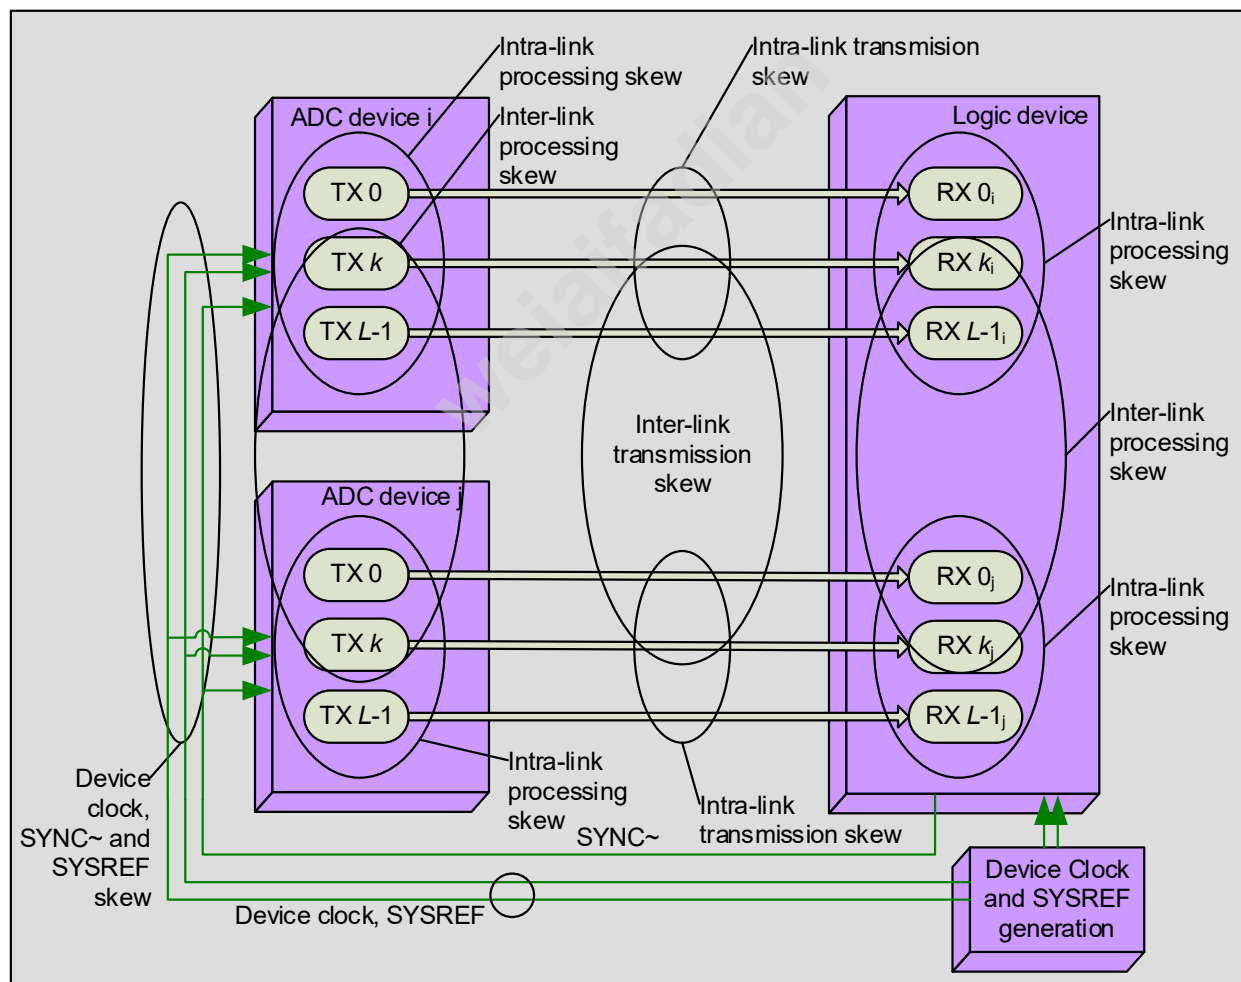 Intra-link
processing skew
Intra-link transmision
skew
ADC device i
Inter-link
processing
skew
Logic device
TX 0
RX 0i
TX k
RX ki
Intra-link
processing
skew
TX L-1
RX L-1i
weiaifadian
Inter-link
transmission
skew
Inter-link
processing
skew
ADC device j
TX 0
RX 0j
TX k
RX kj
Intra-link
processing
skew
TX L-1
RX L-1j
Device
clock,
SYNC~ and
SYSREF
skew
Intra-link
processing
skew
Intra-link
transmission skew
SYNC~
Device clock, SYSREF
Device Clock
and SYSREF
generation